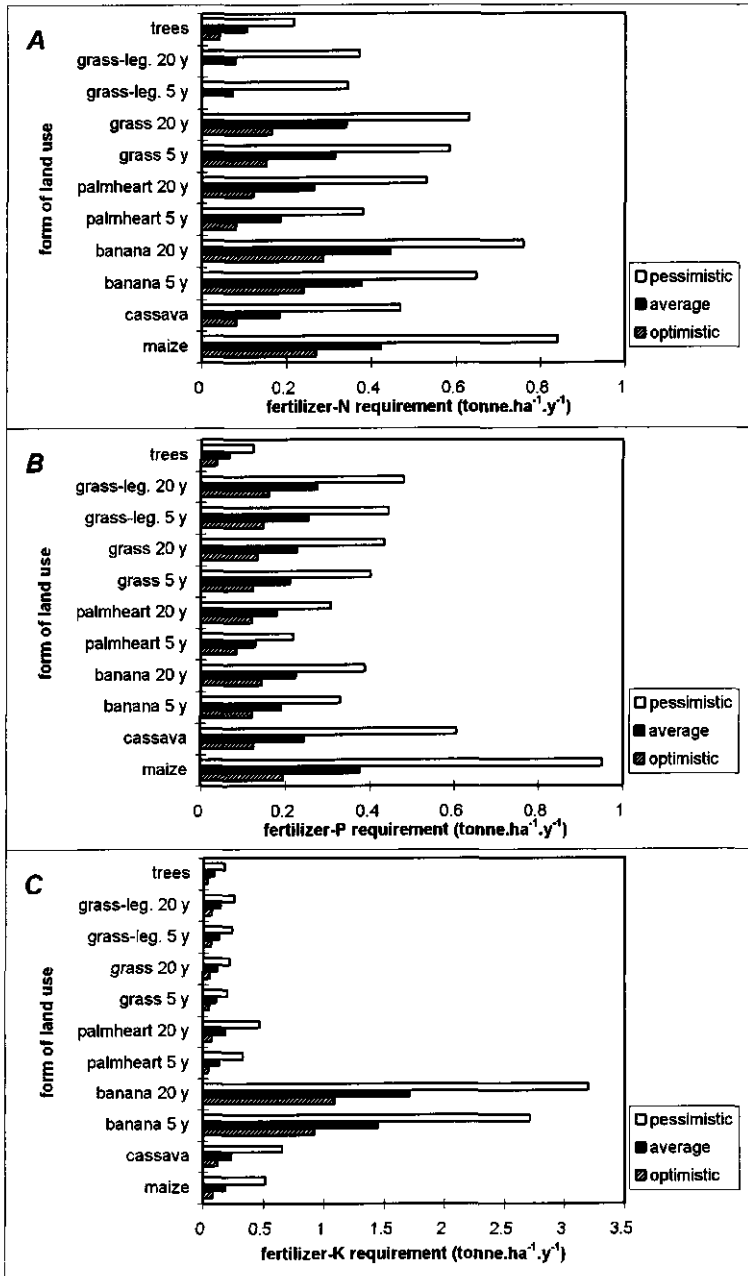 A
trees
grass-leg. 20 y
grass-leg. 5 y
grass 20 y
grass 5 y
palmheart 20 y
palmheart 5 y
banana 20 y
banana 5 y
cassava
maize
form of land use
0 0.2 0.4 0.6 0.8 1
fertilizer-N requirement (tonne.ha⁻¹.y⁻¹)
pessimistic
average
optimistic
B
trees
grass-leg. 20 y
grass-leg. 5 y
grass 20 y
grass 5 y
palmheart 20 y
palmheart 5 y
banana 20 y
banana 5 y
cassava
maize
form of land use
0 0.2 0.4 0.6 0.8 1
fertilizer-P requirement (tonne.ha⁻¹.y⁻¹)
pessimistic
average
optimistic
C
trees
grass-leg. 20 y
grass-leg. 5 y
grass 20 y
grass 5 y
palmheart 20 y
palmheart 5 y
banana 20 y
banana 5 y
cassava
maize
form of land use
0 0.5 1 1.5 2 2.5 3 3.5
fertilizer-K requirement (tonne.ha⁻¹.y⁻¹)
pessimistic
average
optimistic